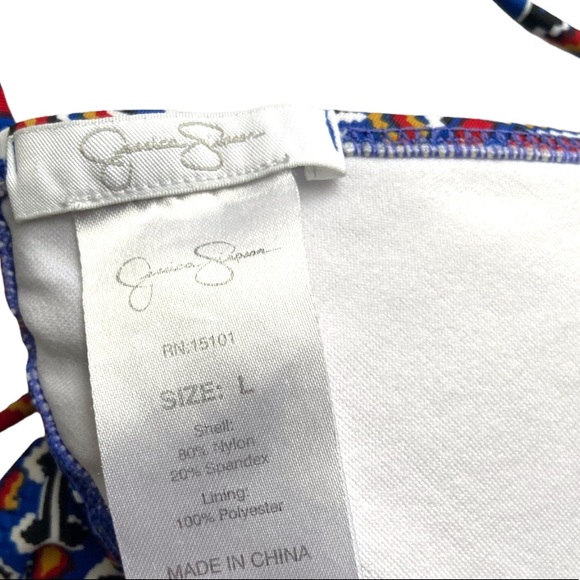 Jessica Simpson
Jessica Simpson
RN:15101
SIZE: L
Shell:
80% Nylon
20% Spandex
Lining:
100% Polyester
MADE IN CHINA